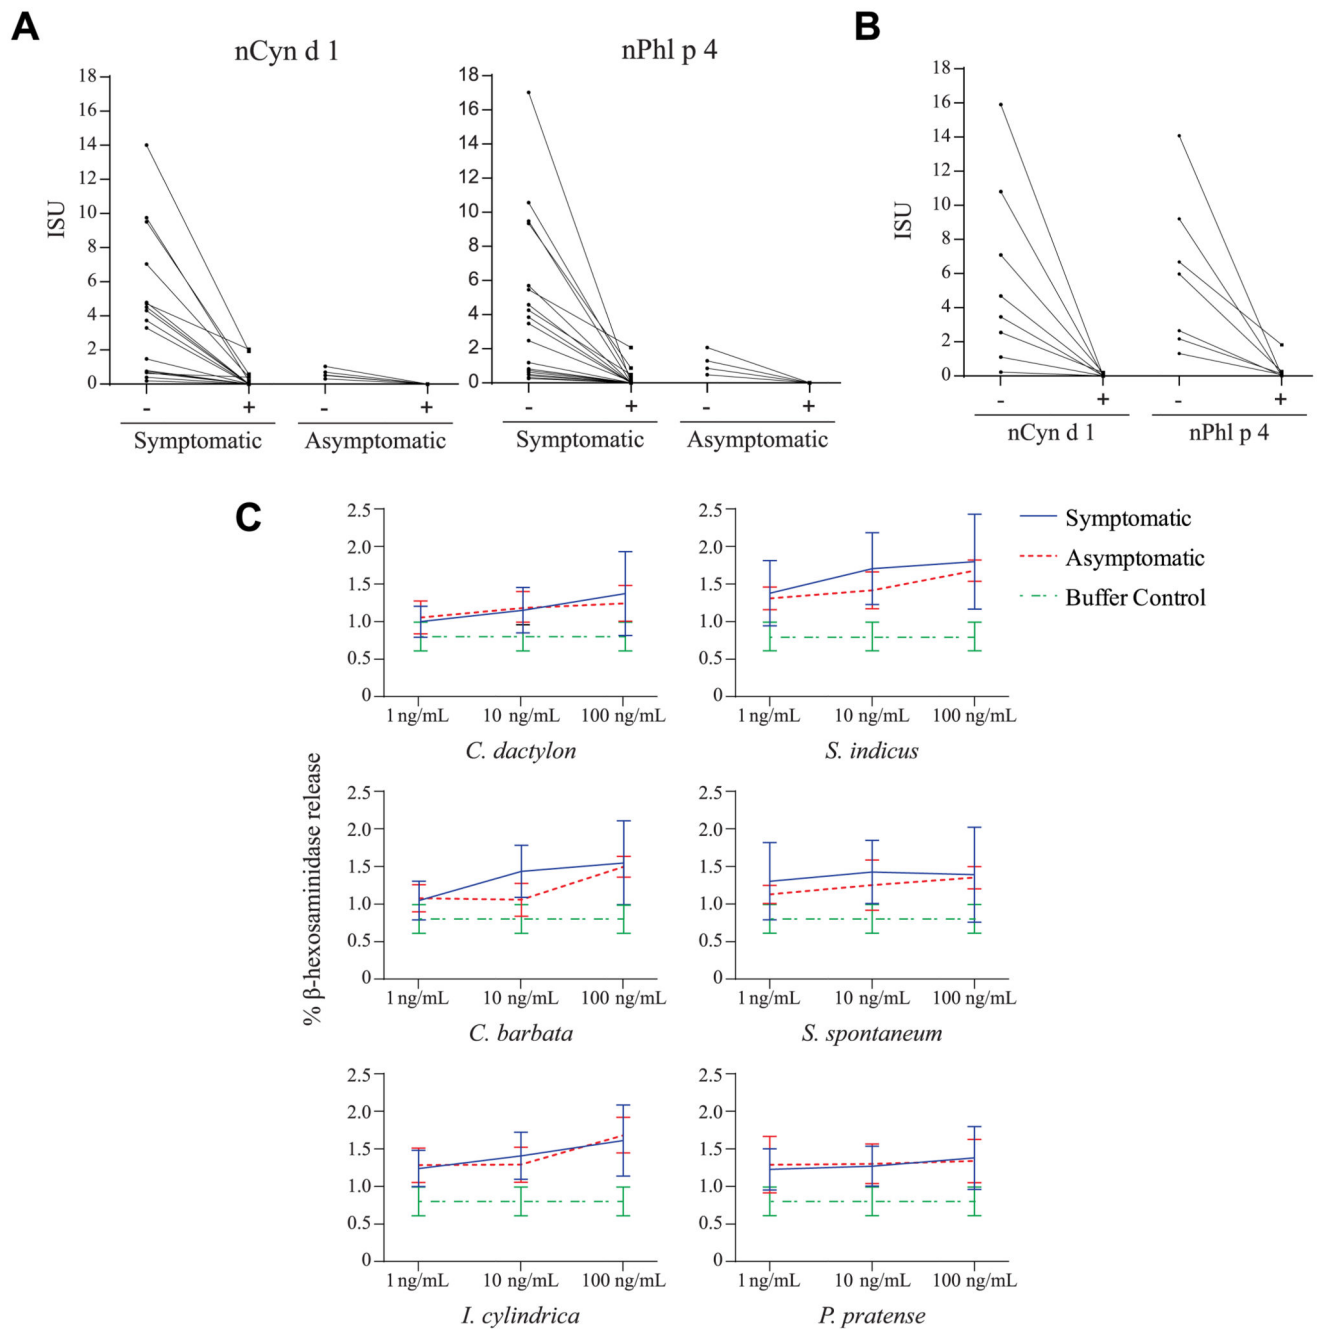 A
B
nCyn d 1
nPhl p 4
18
16
14
12
10
8
6
4
2
0
ISU
-
+
-
+
Symptomatic
Asymptomatic
18
16
14
12
10
8
6
4
2
0
-
+
-
+
Symptomatic
Asymptomatic
18
16
14
12
10
8
6
4
2
0
ISU
-
+
-
+
nCyn d 1
nPhl p 4
C
% β-hexosaminidase release
2.5
2.0
1.5
1.0
0.5
0
1 ng/mL
10 ng/mL
100 ng/mL
C. dactylon
2.5
2.0
1.5
1.0
0.5
0
1 ng/mL
10 ng/mL
100 ng/mL
S. indicus
Symptomatic
Asymptomatic
Buffer Control
2.5
2.0
1.5
1.0
0.5
0
1 ng/mL
10 ng/mL
100 ng/mL
C. barbata
2.5
2.0
1.5
1.0
0.5
0
1 ng/mL
10 ng/mL
100 ng/mL
S. spontaneum
2.5
2.0
1.5
1.0
0.5
0
1 ng/mL
10 ng/mL
100 ng/mL
I. cylindrica
2.5
2.0
1.5
1.0
0.5
0
1 ng/mL
10 ng/mL
100 ng/mL
P. pratense